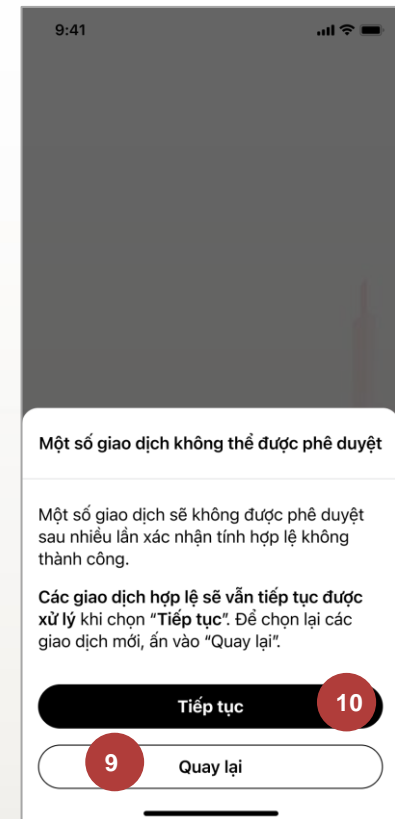 9:41
Một số giao dịch không thể được phê duyệt
Một số giao dịch sẽ không được phê duyệt
sau nhiều lần xác nhận tính hợp lệ không
thành công.
Các giao dịch hợp lệ sẽ vẫn tiếp tục được
xử lý khi chọn “Tiếp tục”. Để chọn lại các
giao dịch mới, ấn vào “Quay lại”.
Tiếp tục 10
9 Quay lại